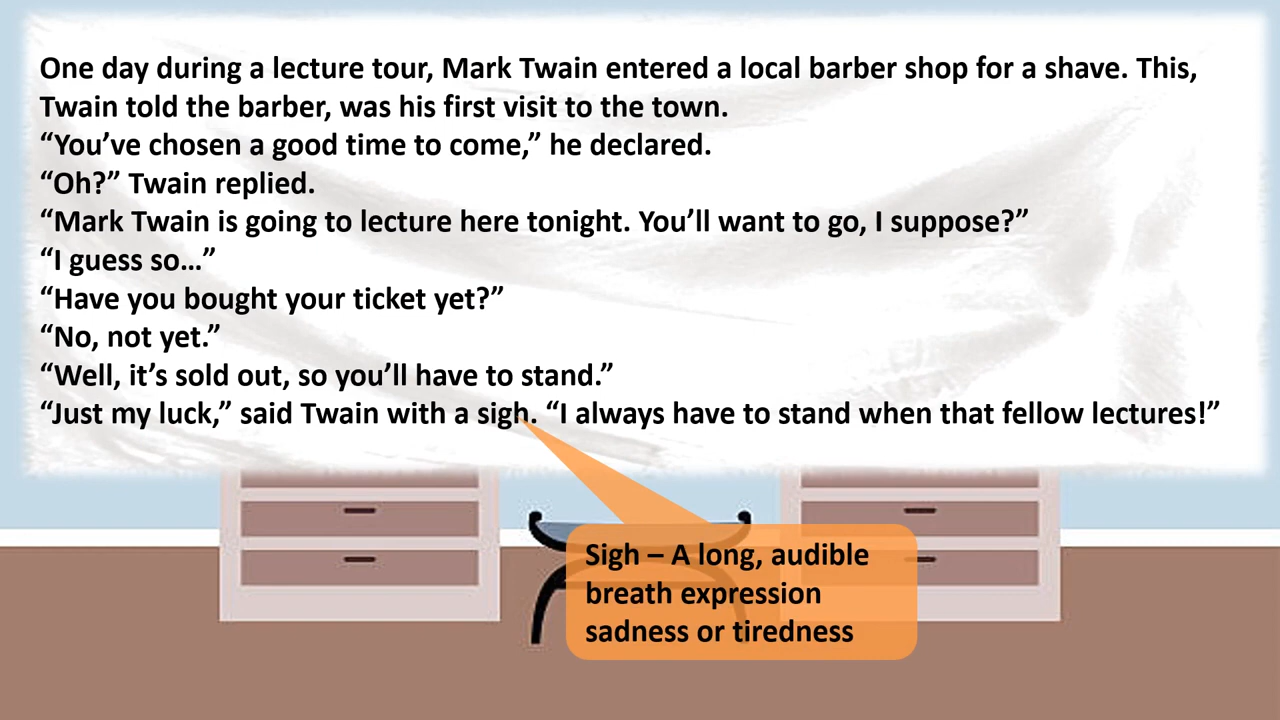 One day during a lecture tour, Mark Twain entered a local barber shop for a shave. This,
Twain told the barber, was his first visit to the town.
“You’ve chosen a good time to come,” he declared.
“Oh?” Twain replied.
“Mark Twain is going to lecture here tonight. You’ll want to go, I suppose?”
“I guess so…”
“Have you bought your ticket yet?”
“No, not yet.”
“Well, it’s sold out, so you’ll have to stand.”
“Just my luck,” said Twain with a sigh. “I always have to stand when that fellow lectures!”
Sigh – A long, audible
breath expression
sadness or tiredness